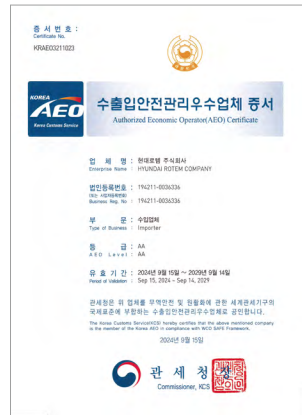 증서번호 :
Certificate No.
KRAEO3211023
KOREA
AEO
Korea Customs Service
수출입안전관리우수업체 증서
Authorized Economic Operator(AEO) Certificate
업 체 명 : 현대로템 주식회사
Enterprise Name : HYUNDAI ROTEM COMPANY
법인등록번호 : 194211-0036336
(또는 사업자등록번호)
Business Reg. No : 194211-0036336
부 문 : 수입업체
Type of Business : Importer
등 급 : AA
AEO Level : AA
유 효 기 간 : 2024년 9월 15일 ~ 2029년 9월 14일
Period of Validation : Sep 15, 2024 ~ Sep 14, 2029
관세청은 위 업체를 무역안전 및 원활화에 관한 세계관세기구의
국제표준에 부합하는 수출입안전관리우수업체로 공인합니다.
The Korea Customs Service(KCS) hereby certifies that the above mentioned company
is the member of the Korea AEO in compliance with WCO SAFE Framework.
2024년 9월 15일
관 세 청 장
Commissioner, KCS